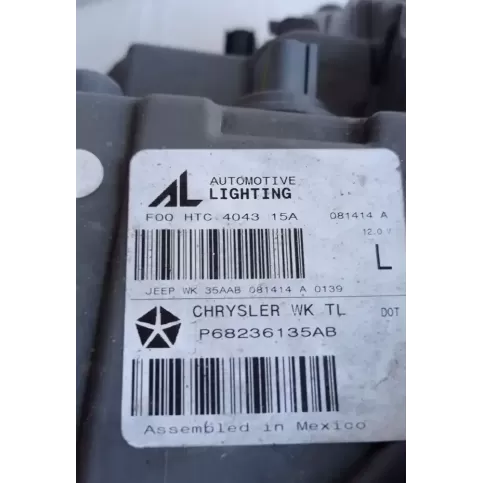 AL AUTOMOTIVE LIGHTING
F00 HTC 4043 15A 081414 A
12.0 V
L
JEEP WK 35AAB 081414 A 0139
CHRYSLER WK TL DOT
P68236135AB
Assembled in Mexico